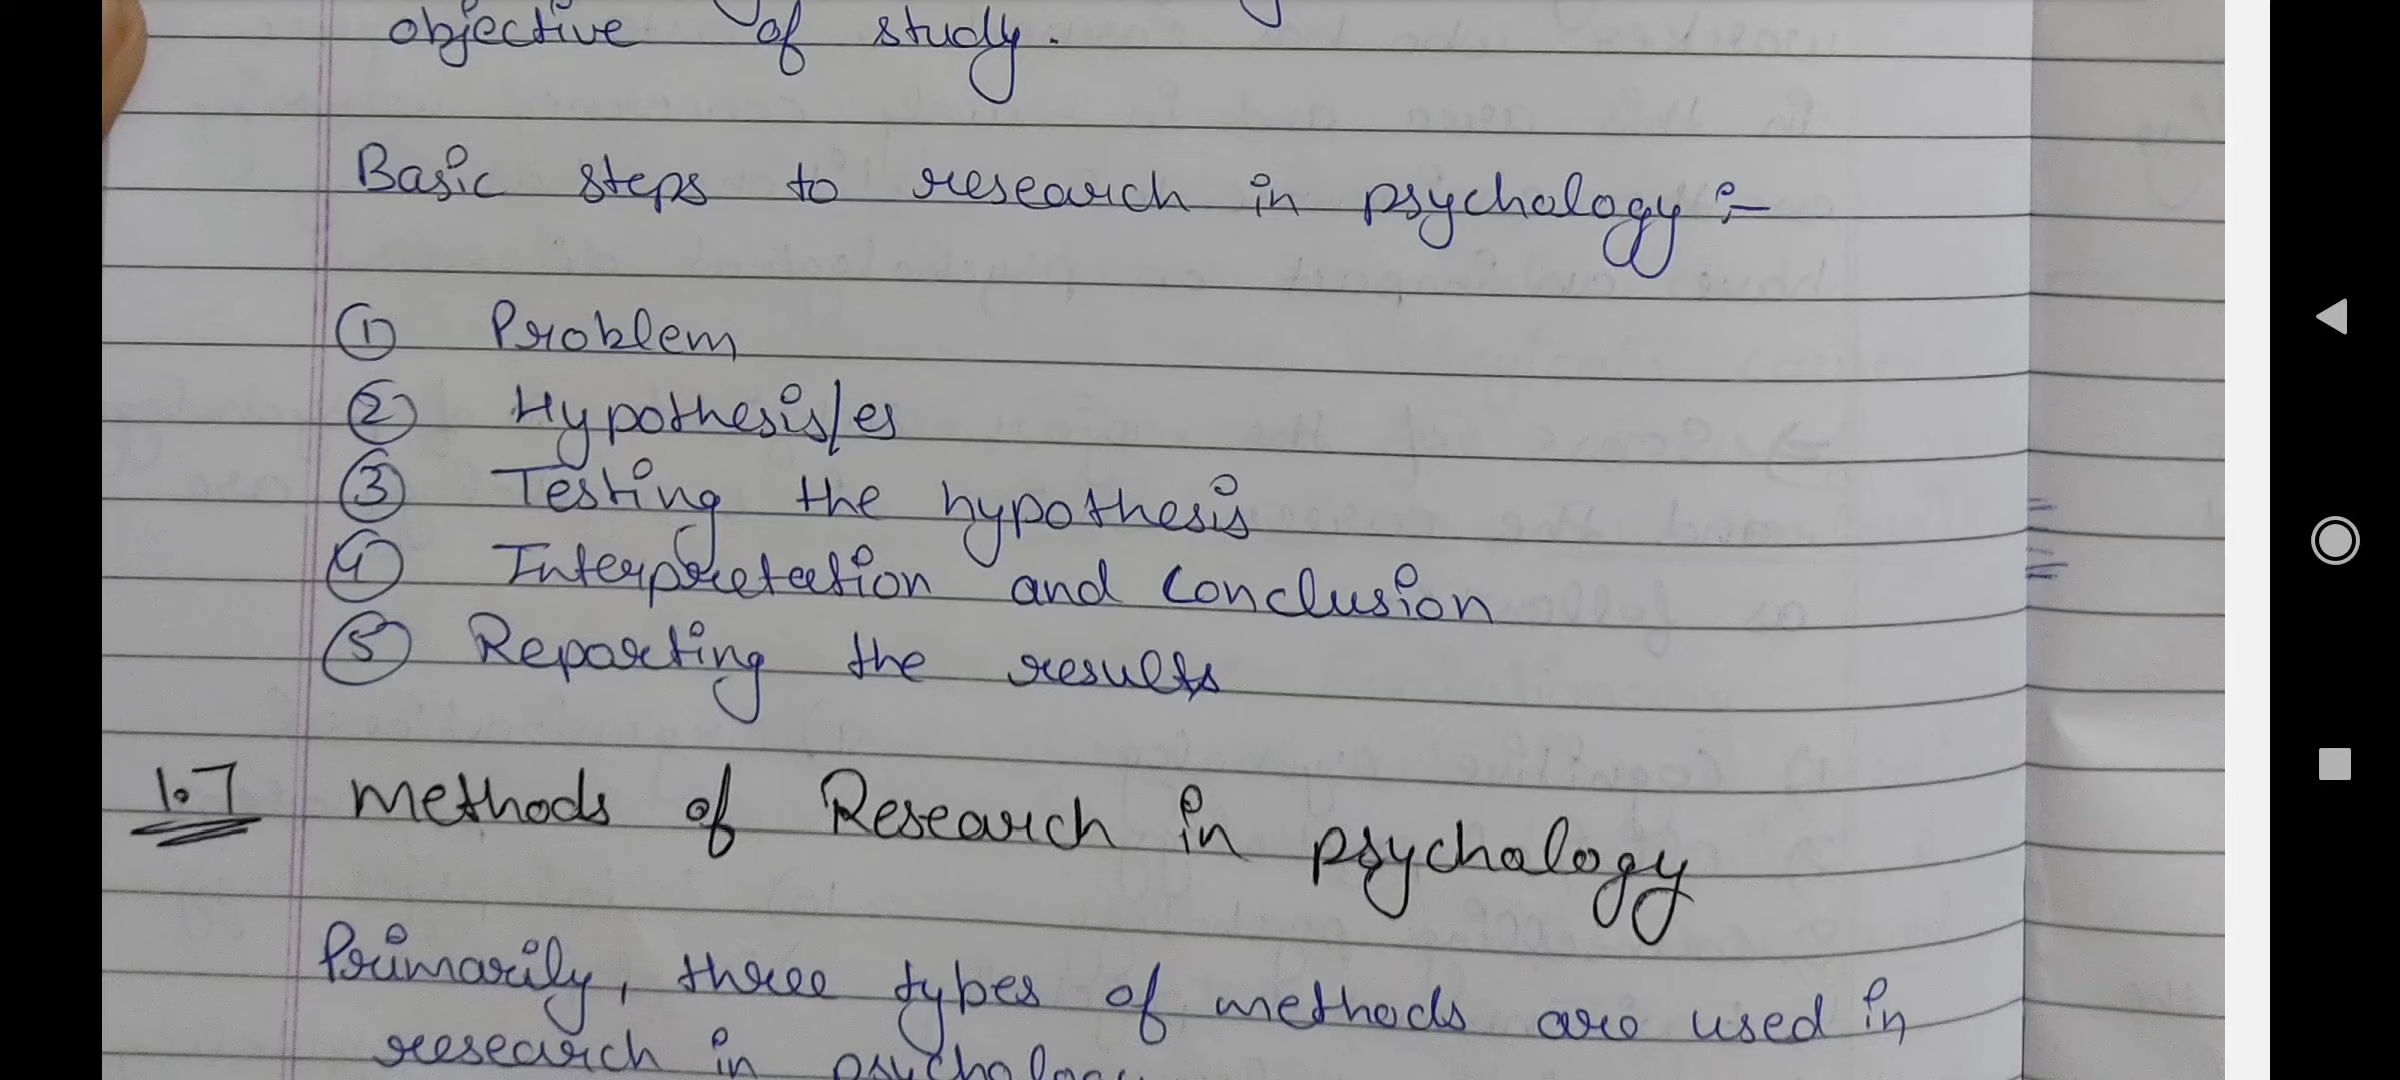 objective of study.
Basic steps to research in psychology :-
① Problem
② Hypothesis/es
③ Testing the hypothesis
④ Interpretation and conclusion
⑤ Reporting the results
1.7 Methods of Research in psychology
Primarily, three types of methods are used in
research in psychology